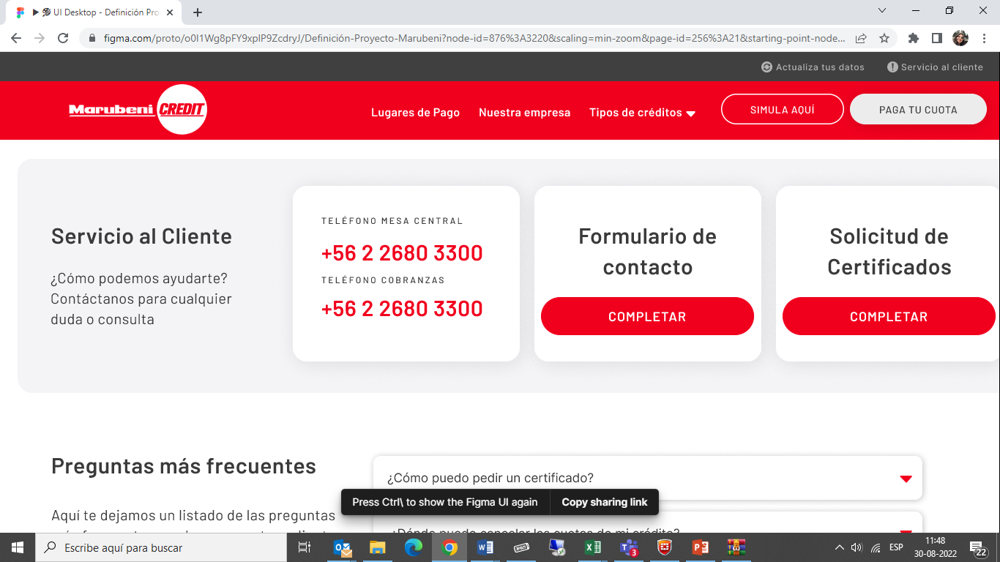 UI Desktop - Definición Pro
figma.com/proto/o0I1Wg8pFY9xplP9ZcdryJ/Definición-Proyecto-Marubeni?node-id=876%3A3220&scaling=min-zoom&page-id=256%3A21&starting-point-node...
Actualiza tus datos
Servicio al cliente
Marubeni CREDIT
Lugares de Pago
Nuestra empresa
Tipos de créditos
SIMULA AQUÍ
PAGA TU CUOTA
Servicio al Cliente
¿Cómo podemos ayudarte?
Contáctanos para cualquier
duda o consulta
TELÉFONO MESA CENTRAL
+56 2 2680 3300
TELÉFONO COBRANZAS
+56 2 2680 3300
Formulario de
contacto
COMPLETAR
Solicitud de
Certificados
COMPLETAR
Preguntas más frecuentes
Aquí te dejamos un listado de las preguntas
¿Cómo puedo pedir un certificado?
¿Dónde puedo cancelar las cuotas de mi crédito?
Press Ctrl\ to show the Figma UI again
Copy sharing link
Escribe aquí para buscar
3
ESP
11:48
30-08-2022
22